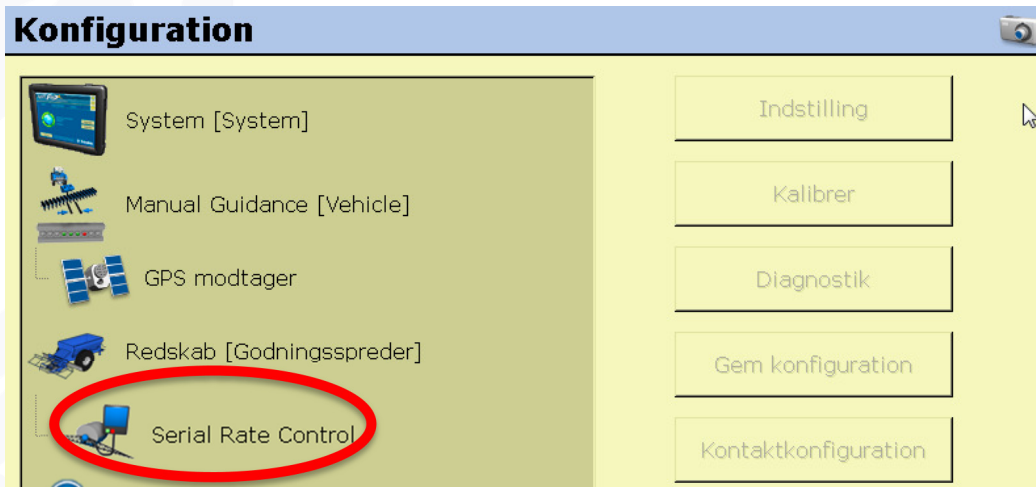 Konfiguration
System [System]
Manual Guidance [Vehicle]
GPS modtager
Redskab [Godningsspreder]
Serial Rate Control
Indstilling
Kalibrer
Diagnostik
Gem konfiguration
Kontaktkonfiguration